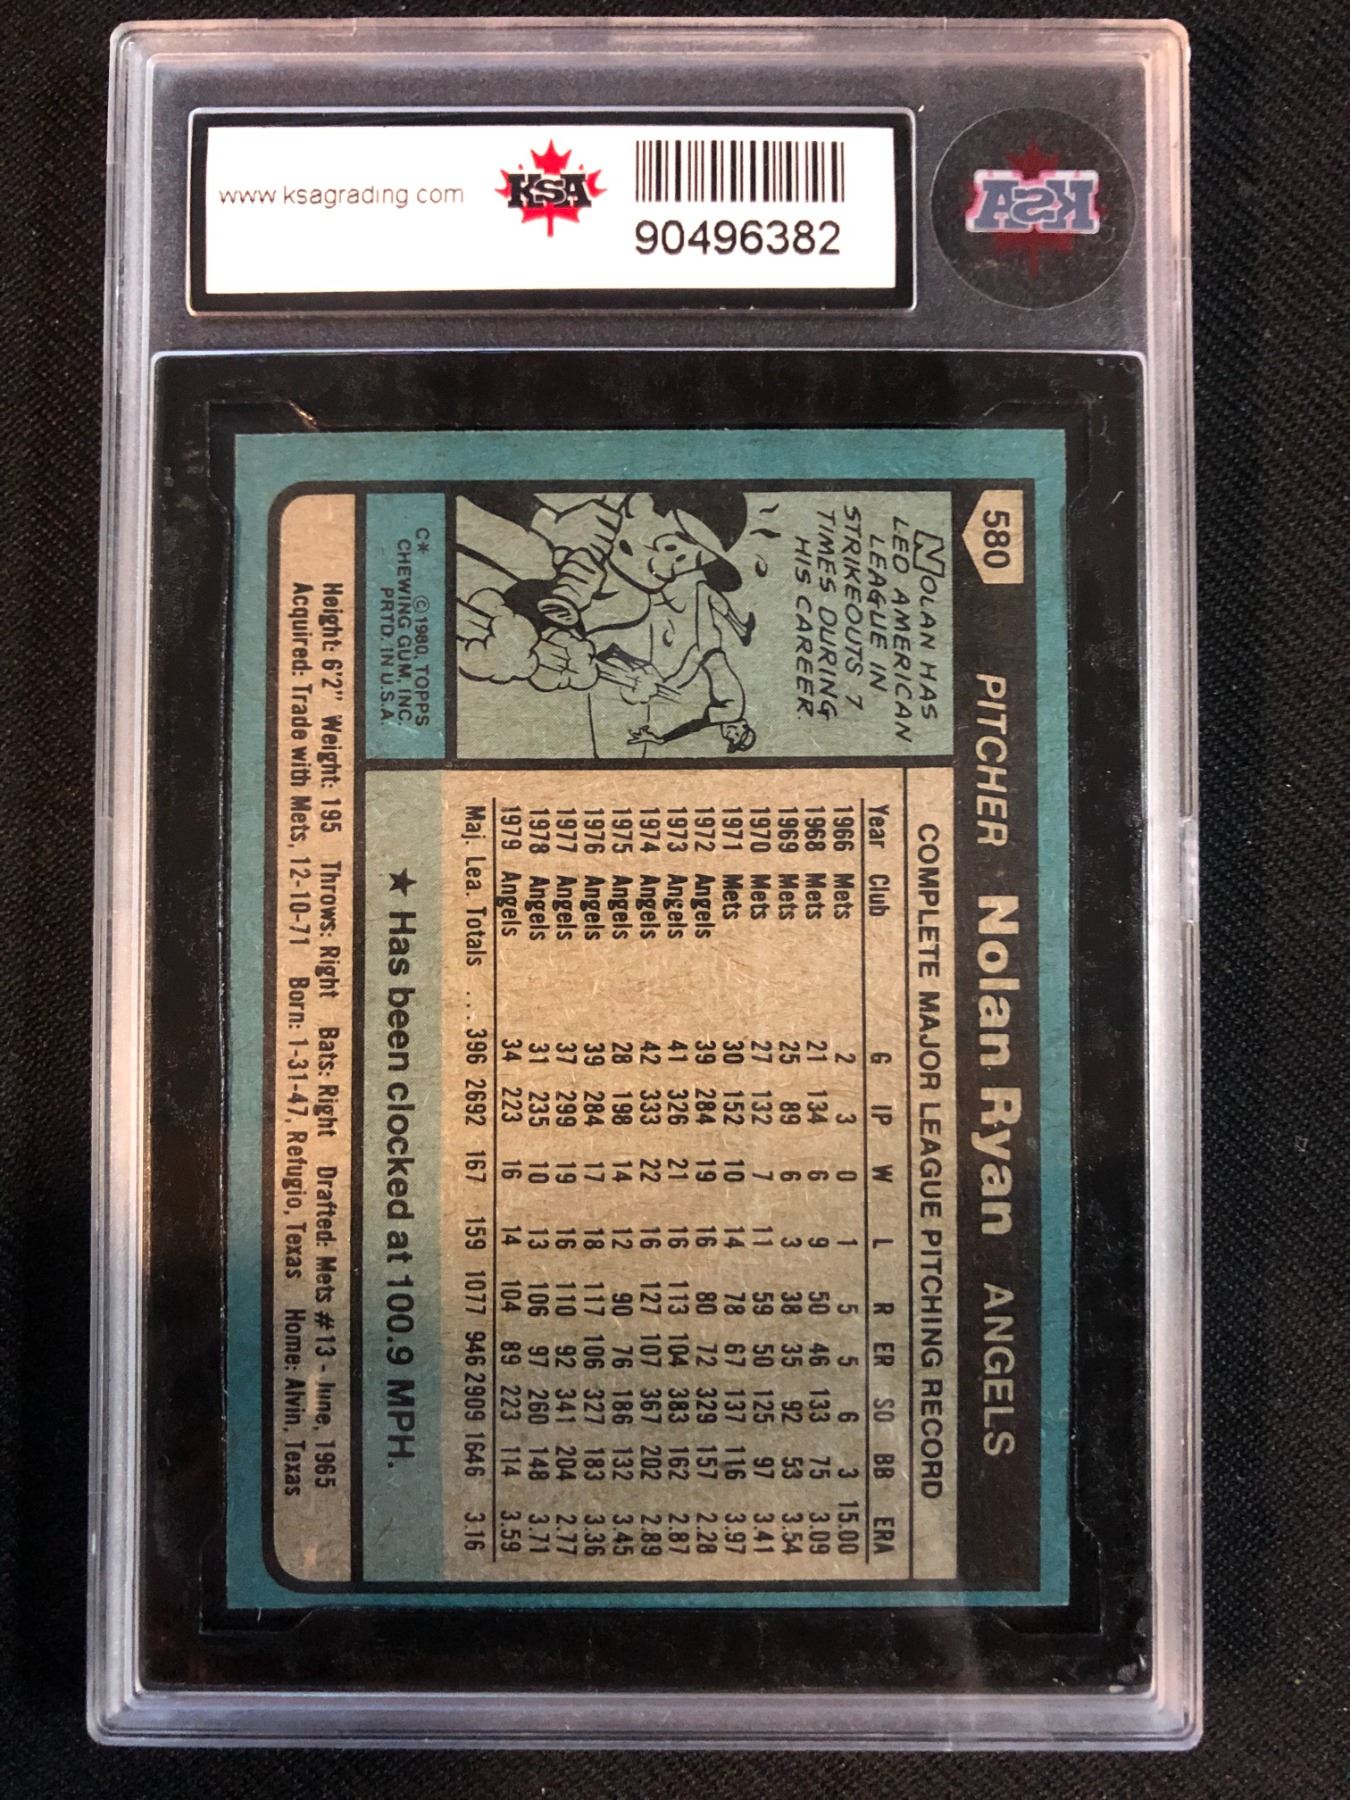 www.ksagrading.com
KSA
90496382
KSA
580 PITCHER Nolan Ryan ANGELS
NOLAN HAS
LED AMERICAN
LEAGUE IN
STRIKEOUTS 7
TIMES DURING
HIS CAREER.
C* ©1980, TOPPS
CHEWING GUM, INC.
PRTD. IN U.S.A.
COMPLETE MAJOR LEAGUE PITCHING RECORD
Year Club G IP W L R ER SO BB ERA
1966 Mets 2 3 0 1 5 5 6 3 15.00
1968 Mets 21 134 6 9 50 46 133 75 3.09
1969 Mets 25 89 6 3 38 35 92 53 3.54
1970 Mets 27 132 7 11 59 50 125 97 3.41
1971 Mets 30 152 10 14 78 67 137 116 3.97
1972 Angels 39 284 19 16 80 72 329 157 2.28
1973 Angels 41 326 21 16 113 104 383 162 2.87
1974 Angels 42 333 22 16 127 107 367 202 2.89
1975 Angels 28 198 14 12 90 76 186 132 3.45
1976 Angels 39 284 17 18 117 106 327 183 3.36
1977 Angels 37 299 19 16 110 92 341 204 2.77
1978 Angels 31 235 10 13 106 97 260 148 3.71
1979 Angels 34 223 16 14 104 89 223 114 3.59
Maj. Lea. Totals ... 396 2692 167 159 1077 946 2909 1646 3.16
★ Has been clocked at 100.9 MPH.
Height: 6'2" Weight: 195 Throws: Right Bats: Right Drafted: Mets #13 - June, 1965
Acquired: Trade with Mets, 12-10-71 Born: 1-31-47, Refugio, Texas Home: Alvin, Texas